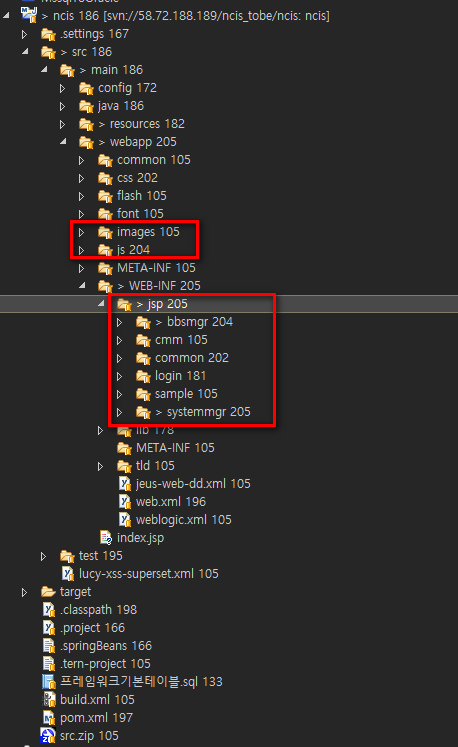 > ncis 186 [svn://58.72.188.189/ncis_tobe/ncis: ncis]
.settings 167
> src 186
> main 186
config 172
java 186
> resources 182
> webapp 205
common 105
css 202
flash 105
font 105
images 105
js 204
META-INF 105
> WEB-INF 205
> jsp 205
> bbsmgr 204
cmm 105
common 202
login 181
sample 105
> systemmgr 205
lib 178
META-INF 105
tld 105
jeus-web-dd.xml 105
web.xml 196
weblogic.xml 105
index.jsp
test 195
lucy-xss-superset.xml 105
target
.classpath 198
.project 166
.springBeans 166
.tern-project 105
프레임워크기본테이블.sql 133
build.xml 105
pom.xml 197
src.zip 105